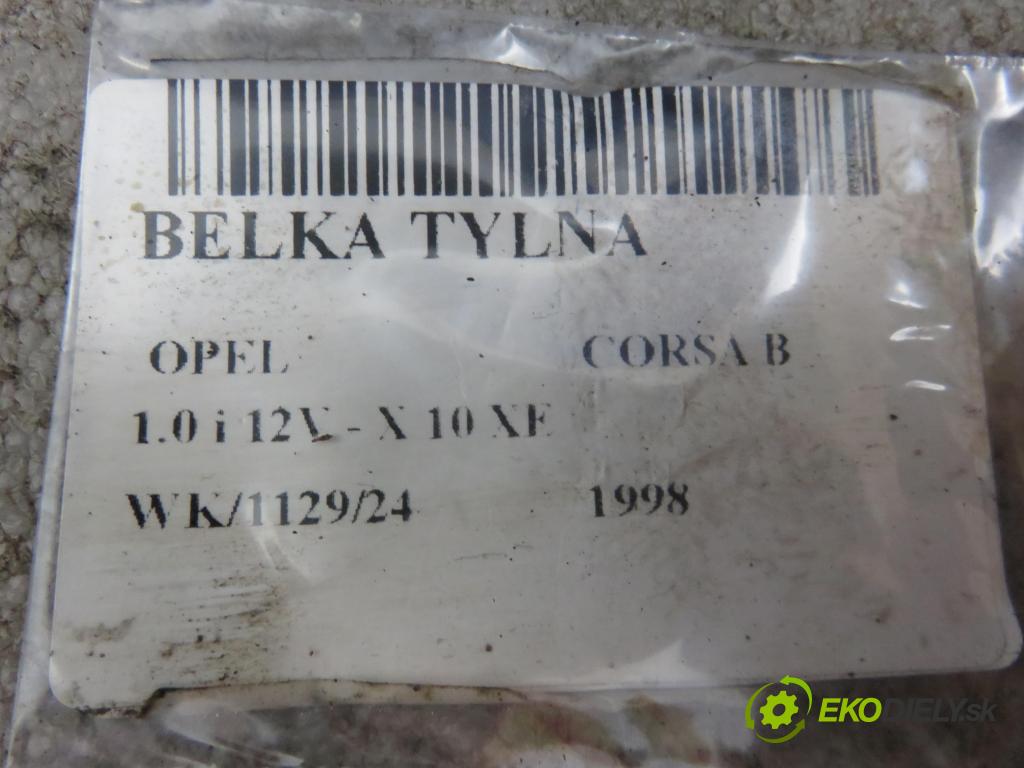 BELKA TYLNA
OPEL CORSA B
1.0 i 12V - X 10 XE
WK/1129/24 1998
EKODIELY.sk